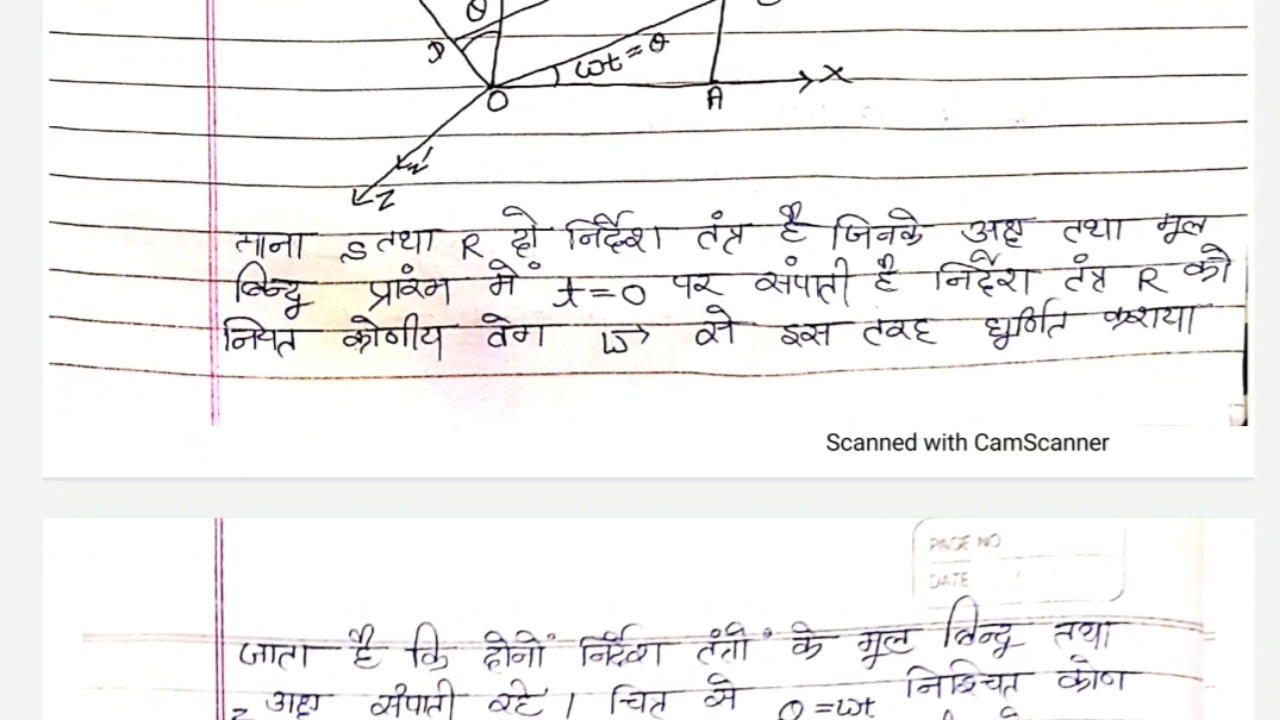 θ
D
ωt = θ
X
O
A
Z
माना S तथा R दो निर्देश तंत्र है जिनके अक्ष तथा मूल
बिन्दु प्रारंभ में t=0 पर संपाती है निर्देश तंत्र R को
नियत कोणीय वेग ω→ से इस तरह घूर्णित कराया
Scanned with CamScanner
PAGE NO
DATE
जाता है कि दोनों निर्देश तंत्रों के मूल बिन्दु तथा
Z अक्ष संपाती रहे । चित्र से θ = ωt निश्चित कोण